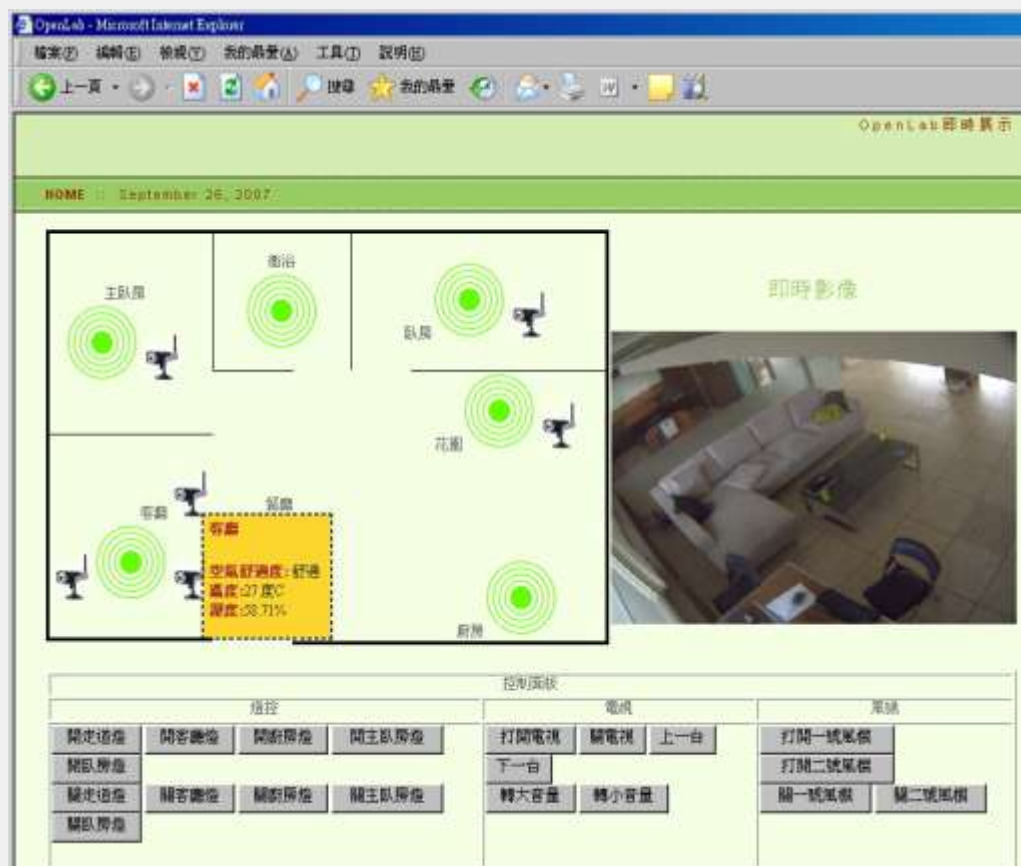 OpenLab - Microsoft Internet Explorer
檔案(F) 編輯(E) 檢視(V) 我的最愛(A) 工具(T) 說明(H)
上一頁 搜尋 我的最愛
OpenLab即時展示
HOME :: September 26, 2007
衛浴
主臥房
臥房
即時影像
花園
客廳
餐廳
客廳
空氣舒適度:舒適
溫度:27度C
濕度:58.71%
廚房
控制面板
燈控 電視 風扇
開走道燈 開客廳燈 開廚房燈 開主臥房燈 打開電視 關電視 上一台 打開一號風扇
開臥房燈 下一台 打開二號風扇
關走道燈 關客廳燈 關廚房燈 關主臥房燈 轉大音量 轉小音量 關一號風扇 關二號風扇
關臥房燈